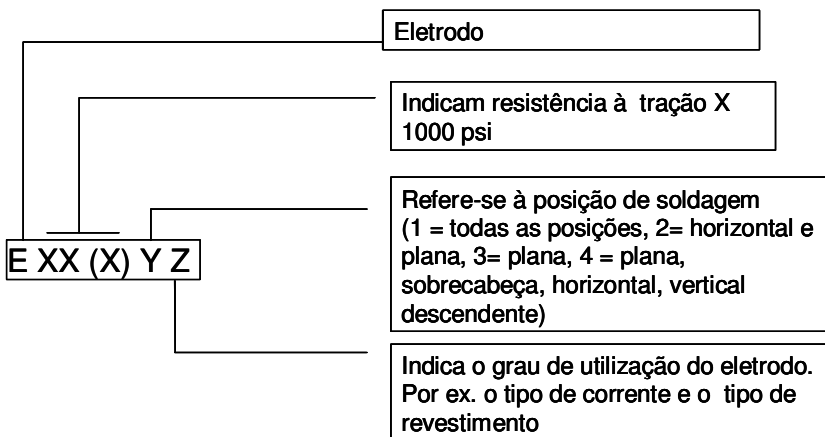 Eletrodo
Indicam resistência à tração X
1000 psi
Refere-se à posição de soldagem
(1 = todas as posições, 2= horizontal e
plana, 3= plana, 4 = plana,
sobrecabeça, horizontal, vertical
descendente)
E XX (X) Y Z
Indica o grau de utilização do eletrodo.
Por ex. o tipo de corrente e o tipo de
revestimento